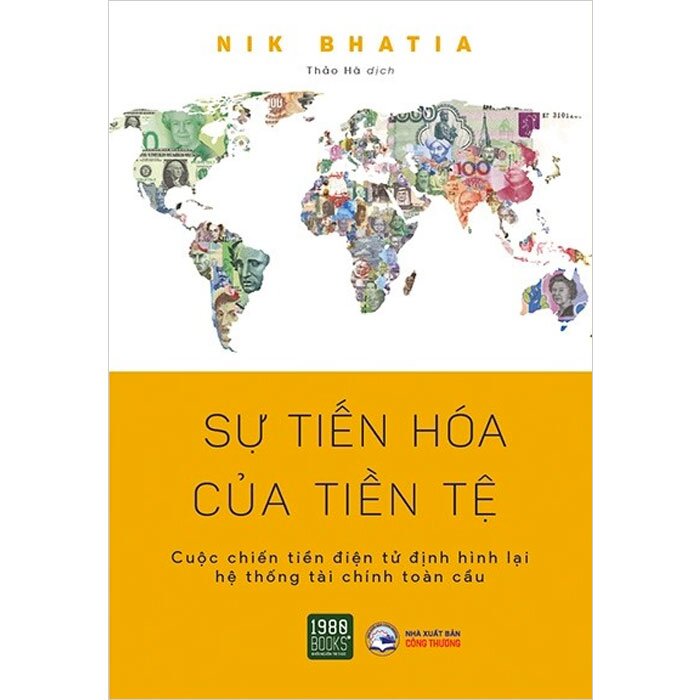 NIK BHATIA
Thảo Hà dịch
100
SỰ TIẾN HÓA
CỦA TIỀN TỆ
Cuộc chiến tiền điện tử định hình lại
hệ thống tài chính toàn cầu
1980
BOOKS
NHÀ XUẤT BẢN
CÔNG THƯƠNG